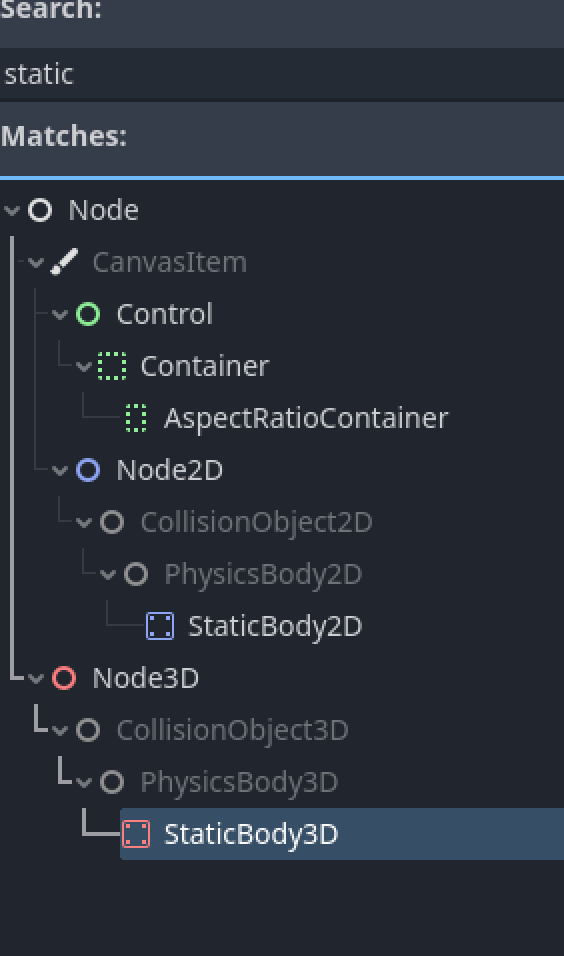 Search:
static
Matches:
Node
CanvasItem
Control
Container
AspectRatioContainer
Node2D
CollisionObject2D
PhysicsBody2D
StaticBody2D
Node3D
CollisionObject3D
PhysicsBody3D
StaticBody3D